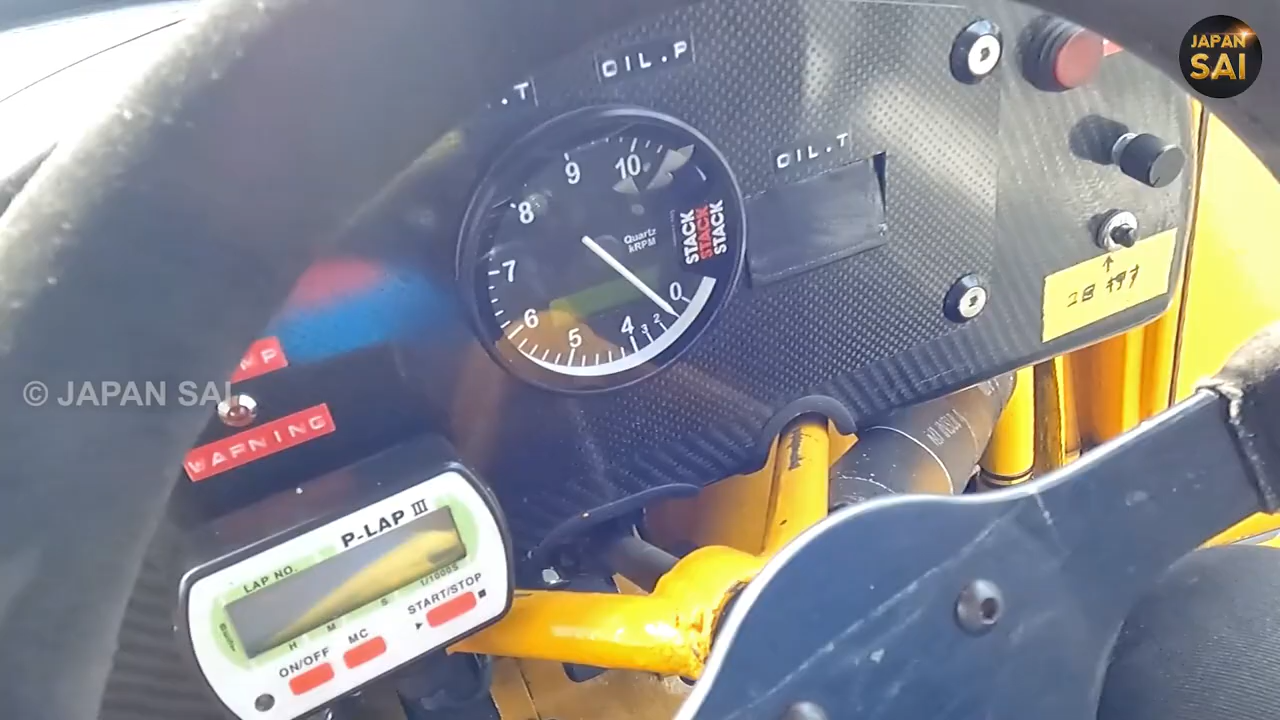 JAPAN
SAI
OIL.P
.T
OIL.T
9
10
8
7
6
5
4
3
2
0
Quartz
kRPM
STACK
STACK
STACK
© JAPAN SAI
WARNING
P-LAP III
LAP NO.
1/1000S
H
M
S
START/STOP
MC
ON/OFF